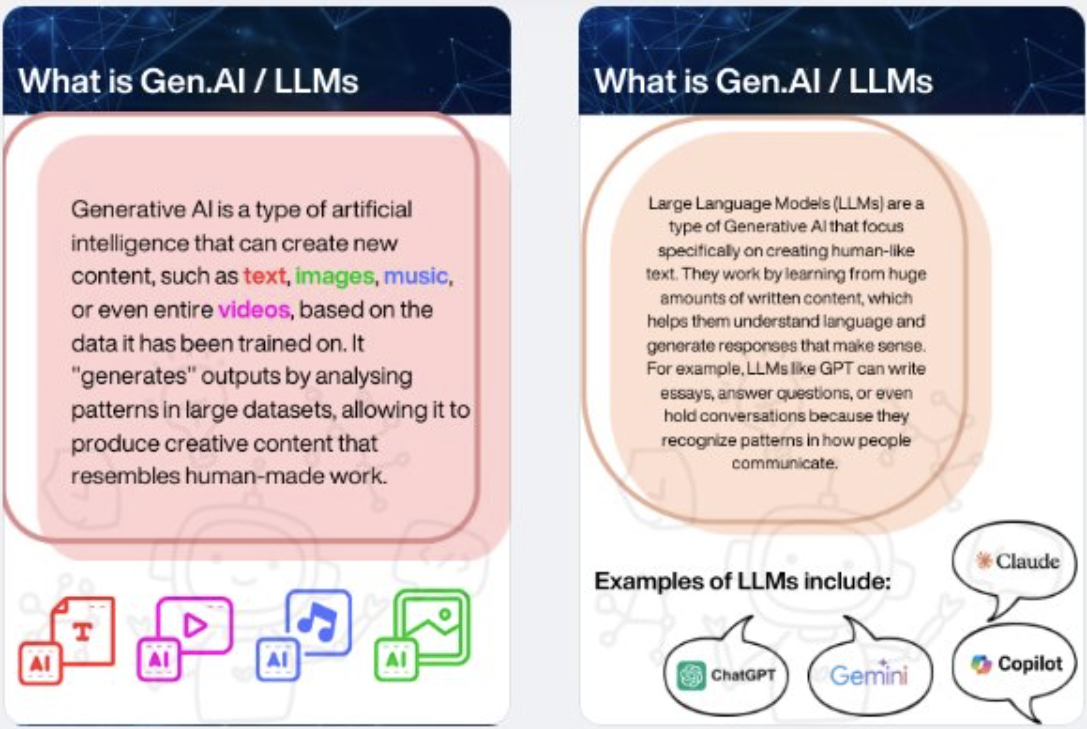 What is Gen.AI / LLMs
Generative AI is a type of artificial
intelligence that can create new
content, such as text, images, music,
or even entire videos, based on the
data it has been trained on. It
"generates" outputs by analysing
patterns in large datasets, allowing it to
produce creative content that
resembles human-made work.
T
AI
AI
AI
AI
What is Gen.AI / LLMs
Large Language Models (LLMs) are a
type of Generative AI that focus
specifically on creating human-like
text. They work by learning from huge
amounts of written content, which
helps them understand language and
generate responses that make sense.
For example, LLMs like GPT can write
essays, answer questions, or even
hold conversations because they
recognize patterns in how people
communicate.
Examples of LLMs include:
Claude
ChatGPT
Gemini
Copilot